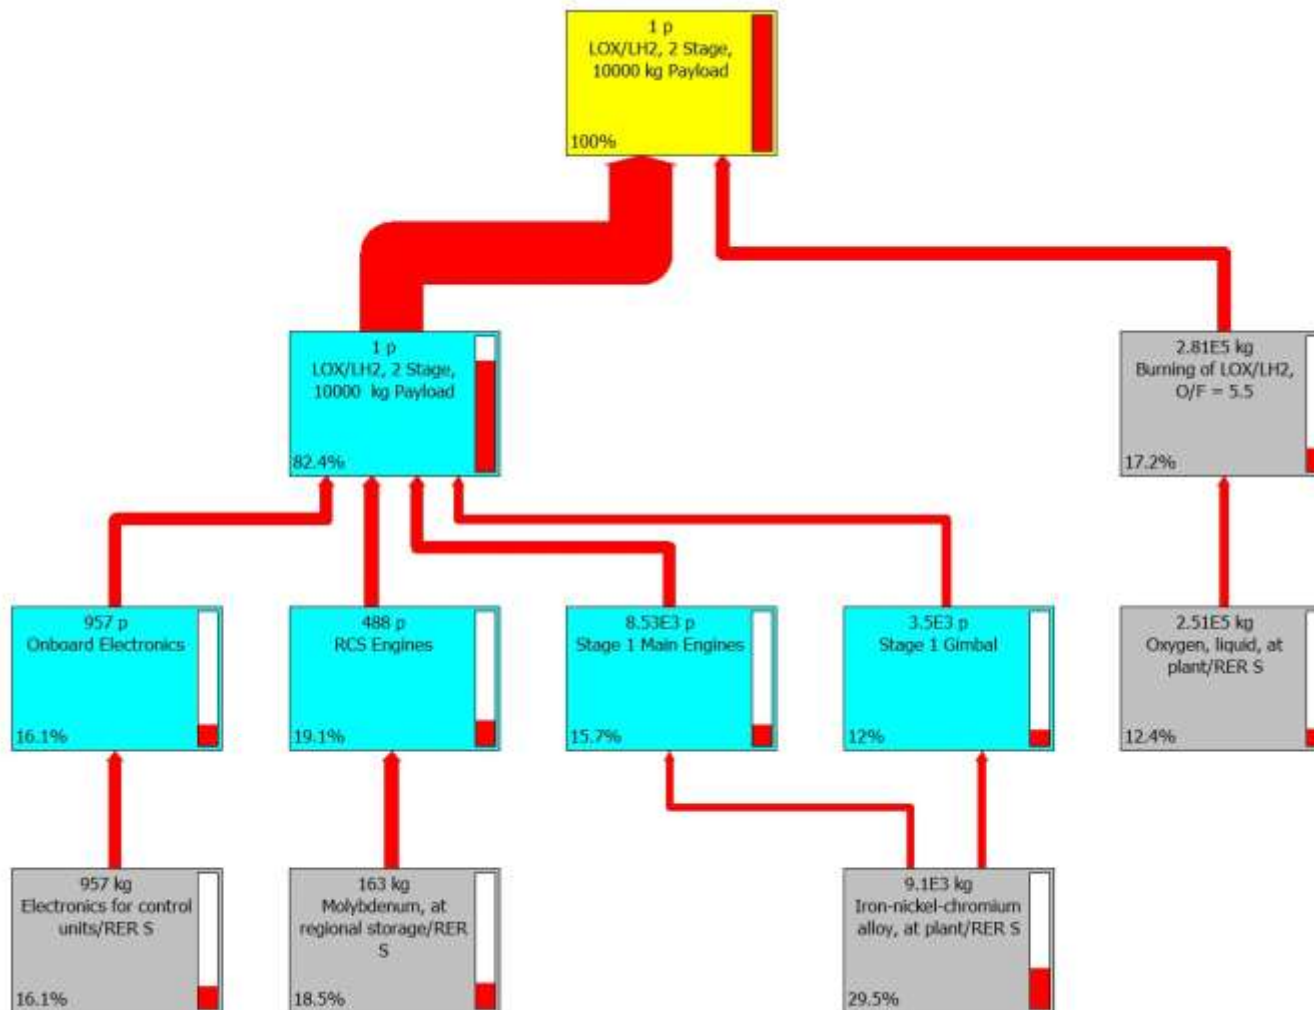 1 p
LOX/LH2, 2 Stage,
10000 kg Payload
100%
1 p
LOX/LH2, 2 Stage,
10000 kg Payload
82.4%
2.81E5 kg
Burning of LOX/LH2,
O/F = 5.5
17.2%
957 p
Onboard Electronics
16.1%
488 p
RCS Engines
19.1%
8.53E3 p
Stage 1 Main Engines
15.7%
3.5E3 p
Stage 1 Gimbal
12%
2.51E5 kg
Oxygen, liquid, at
plant/RER S
12.4%
957 kg
Electronics for control
units/RER S
16.1%
163 kg
Molybdenum, at
regional storage/RER
S
18.5%
9.1E3 kg
Iron-nickel-chromium
alloy, at plant/RER S
29.5%